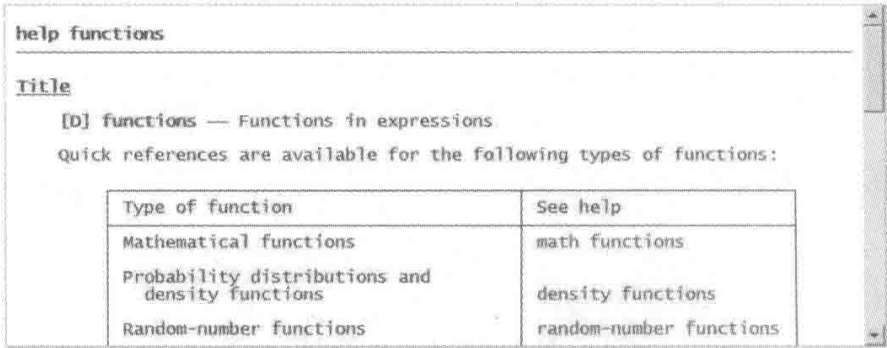 help functions
Title
[D] functions — Functions in expressions
Quick references are available for the following types of functions:
Type of function See help
Mathematical functions math functions
Probability distributions and
density functions density functions
Random-number functions random-number functions